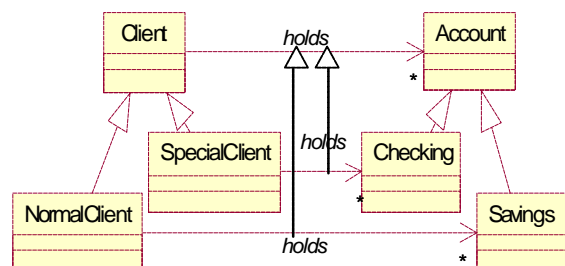 Client
holds
Account
*
holds
SpecialClient
Checking
*
NormalClient
Savings
holds
*